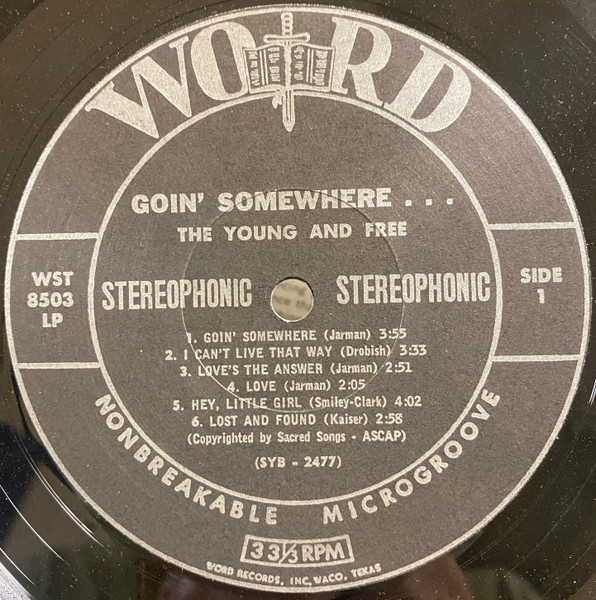 WORD
GOIN' SOMEWHERE . . .
THE YOUNG AND FREE
WST
8503
LP
STEREOPHONIC STEREOPHONIC
SIDE
1
1. GOIN' SOMEWHERE (Jarman) 3:55
2. I CAN'T LIVE THAT WAY (Drobish) 3:33
3. LOVE'S THE ANSWER (Jarman) 2:51
4. LOVE (Jarman) 2:05
5. HEY, LITTLE GIRL (Smiley-Clark) 4:02
6. LOST AND FOUND (Kaiser) 2:58
(Copyrighted by Sacred Songs - ASCAP)
(SYB - 2477)
NONBREAKABLE MICROGROOVE
33⅓ RPM
WORD RECORDS, INC, WACO, TEXAS